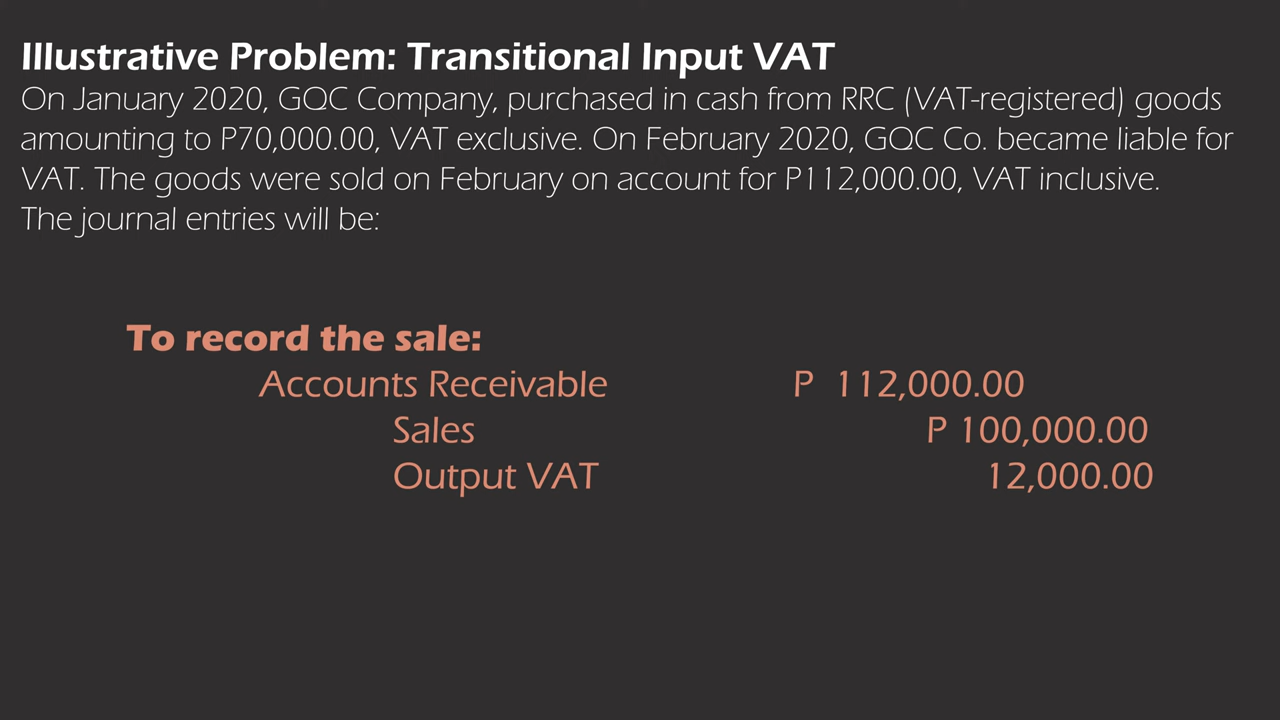 Illustrative Problem: Transitional Input VAT
On January 2020, GQC Company, purchased in cash from RRC (VAT-registered) goods
amounting to P70,000.00, VAT exclusive. On February 2020, GQC Co. became liable for
VAT. The goods were sold on February on account for P112,000.00, VAT inclusive.
The journal entries will be:
To record the sale:
Accounts Receivable P 112,000.00
Sales P 100,000.00
Output VAT 12,000.00